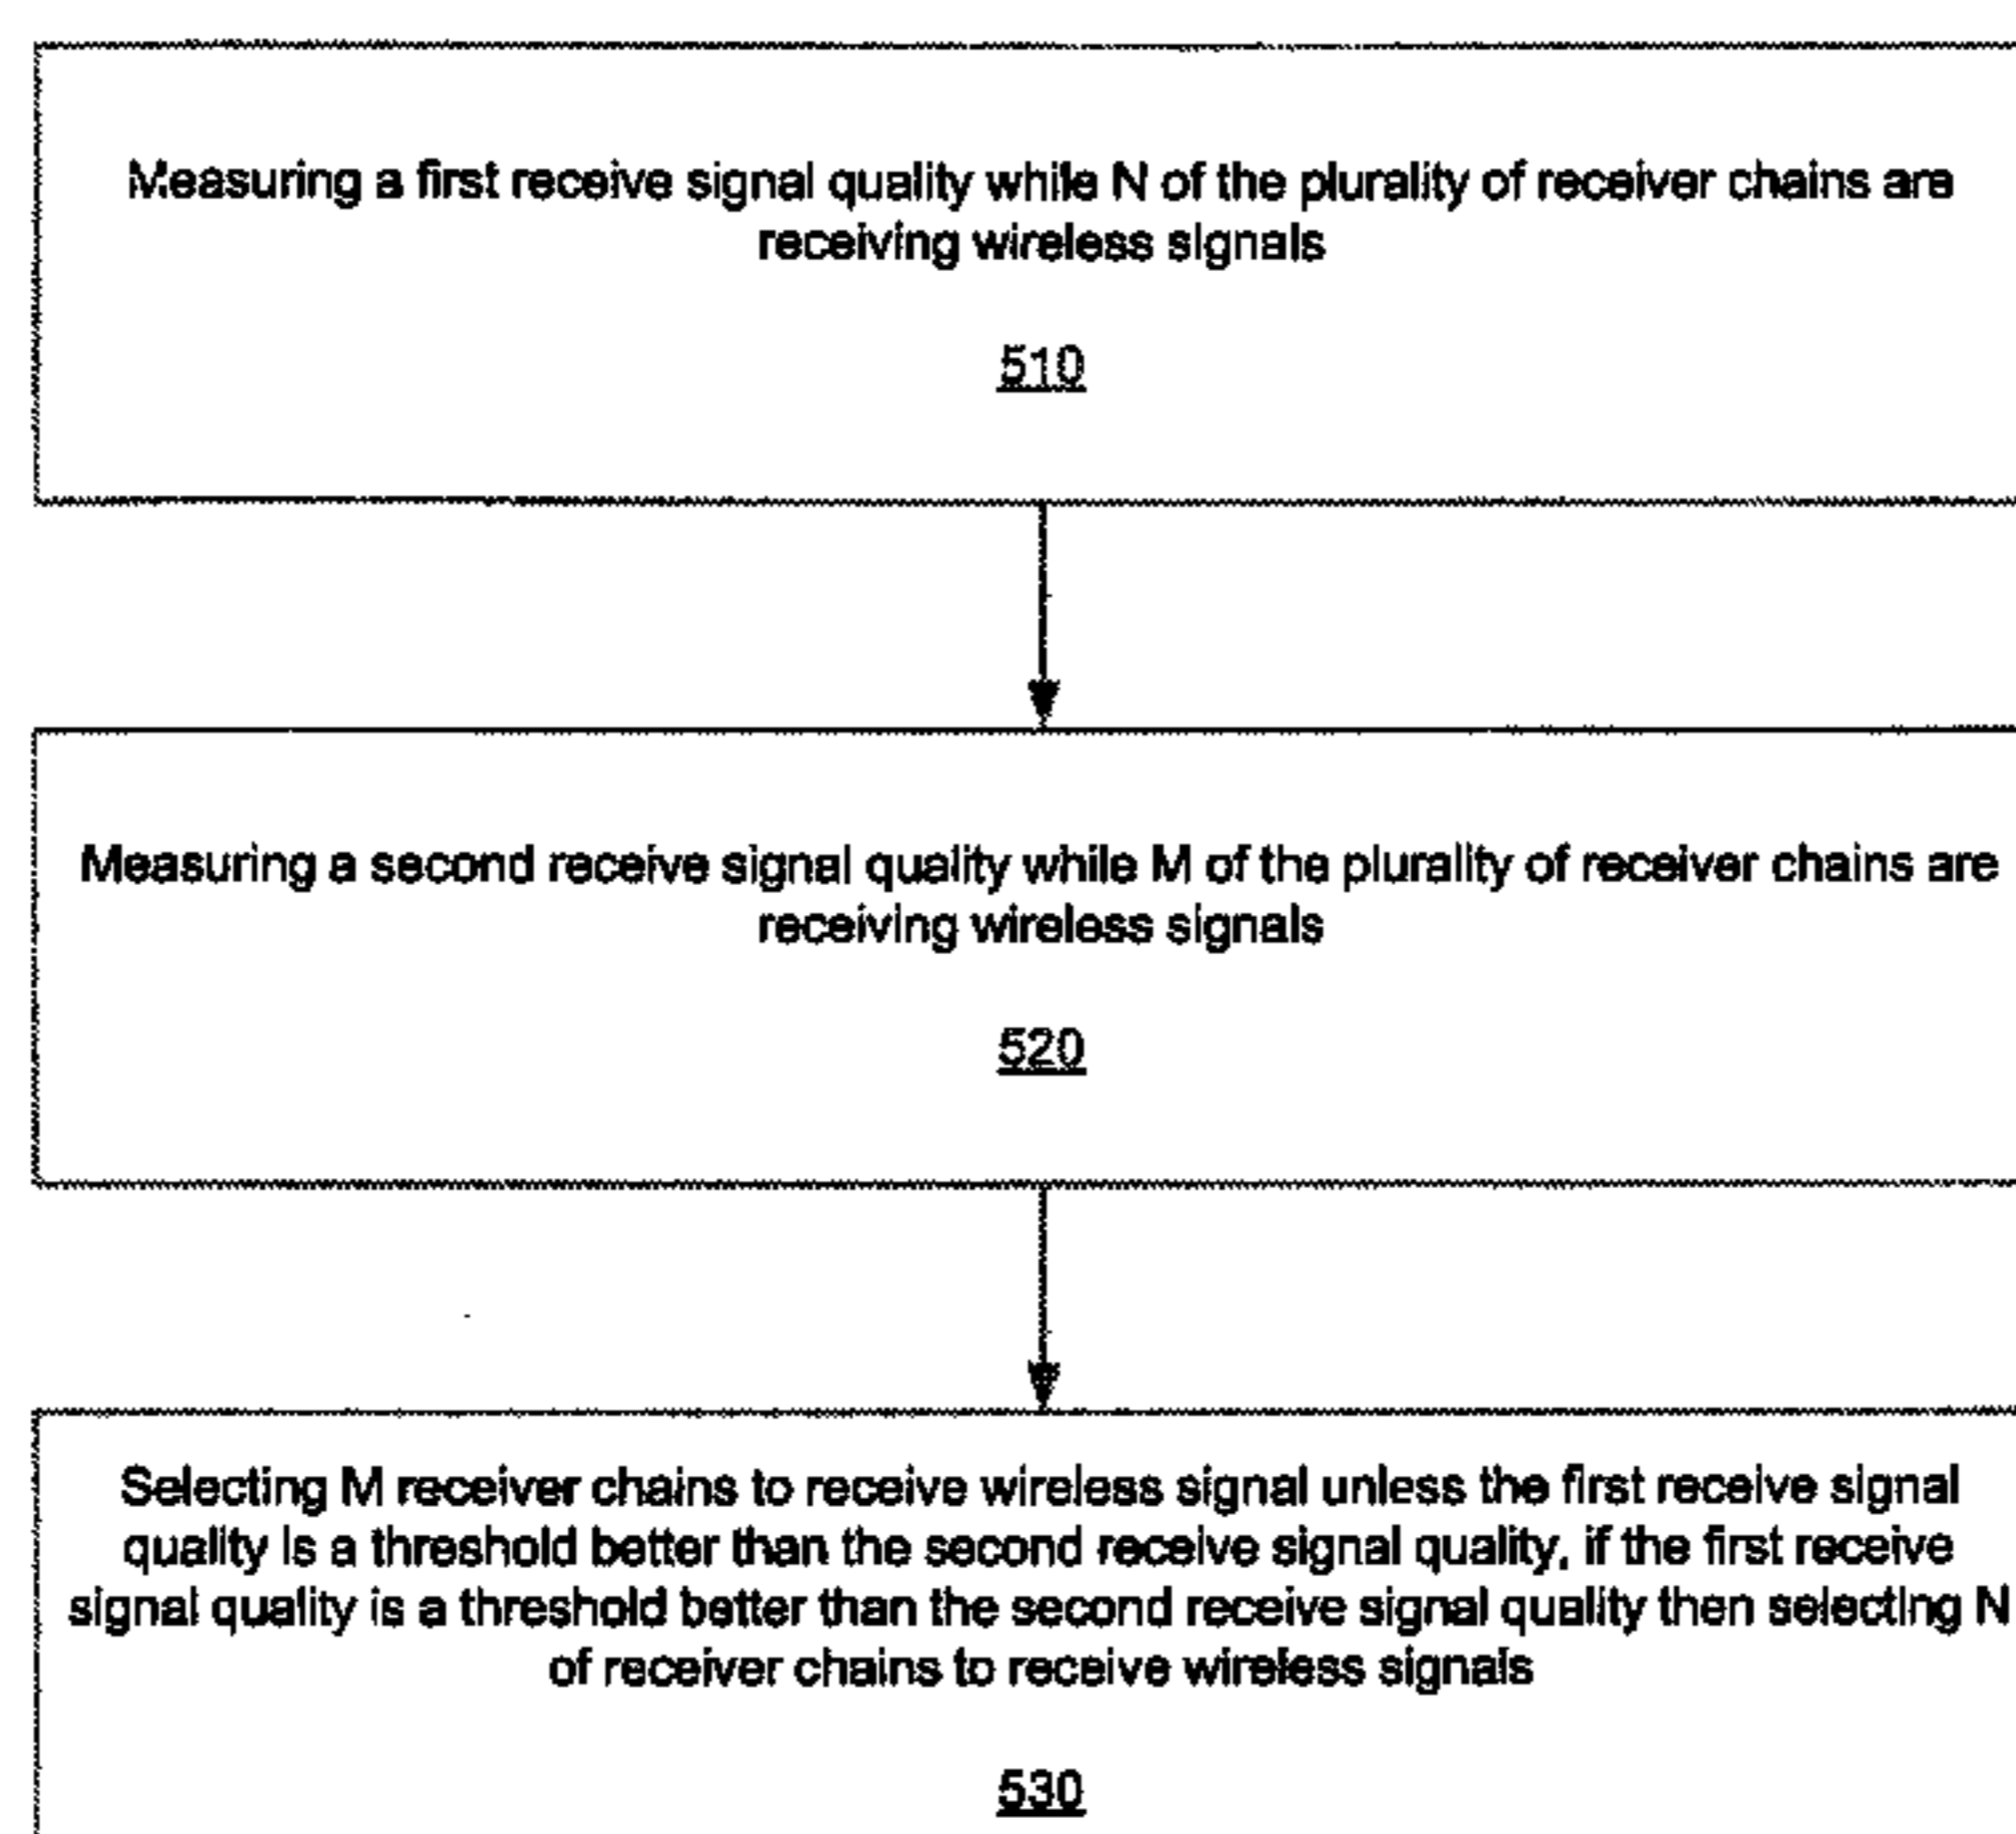 Measuring a first receive signal quality while N of the plurality of receiver chains are
receiving wireless signals
510
Measuring a second receive signal quality while M of the plurality of receiver chains are
receiving wireless signals
520
Selecting M receiver chains to receive wireless signal unless the first receive signal
quality is a threshold better than the second receive signal quality, if the first receive
signal quality is a threshold better than the second receive signal quality then selecting N
of receiver chains to receive wireless signals
530